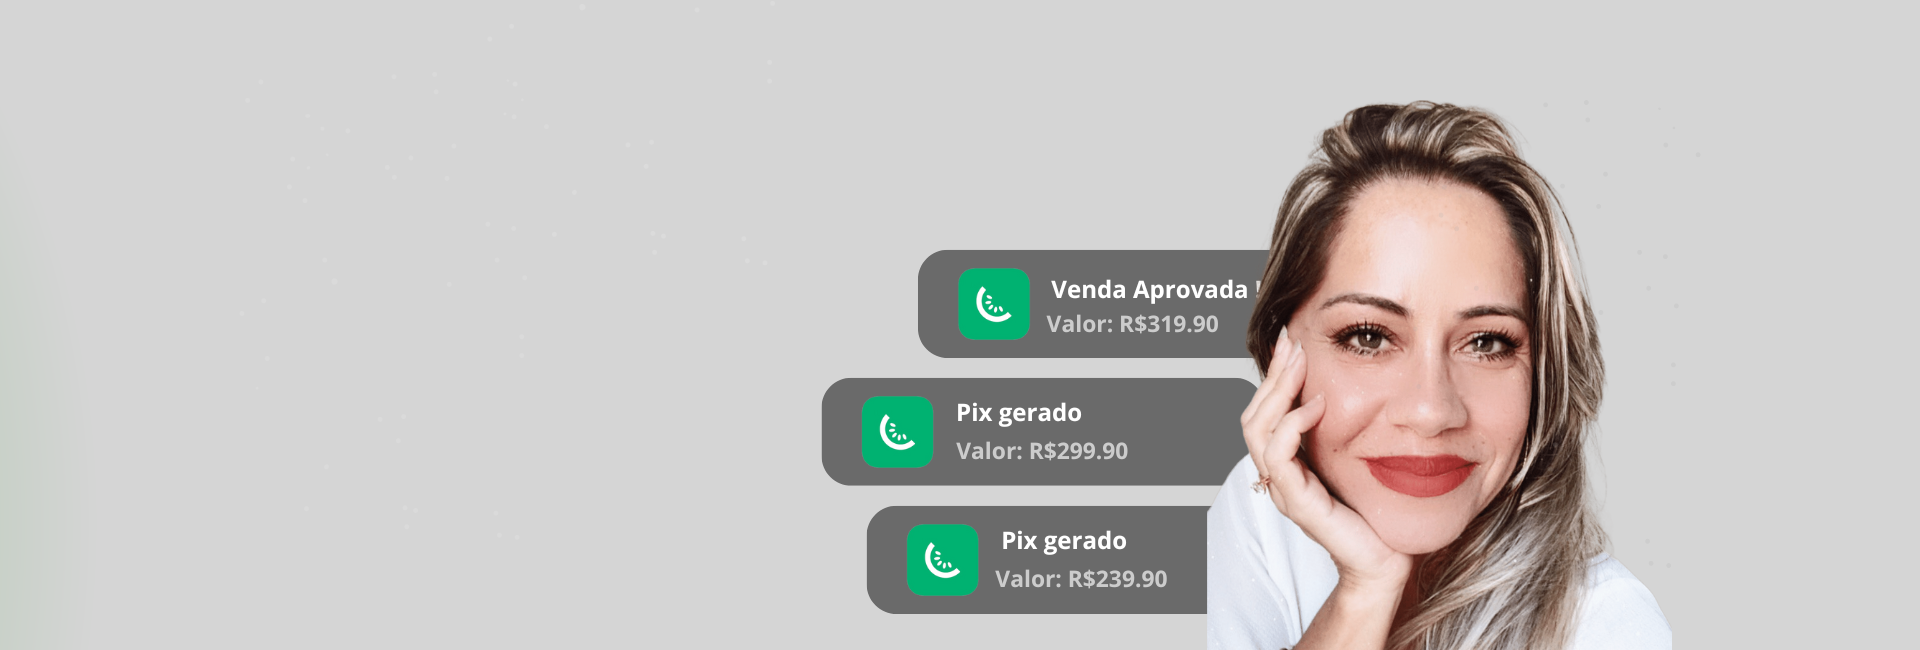 Venda Aprovada !
Valor: R$319.90
Pix gerado
Valor: R$299.90
Pix gerado
Valor: R$239.90